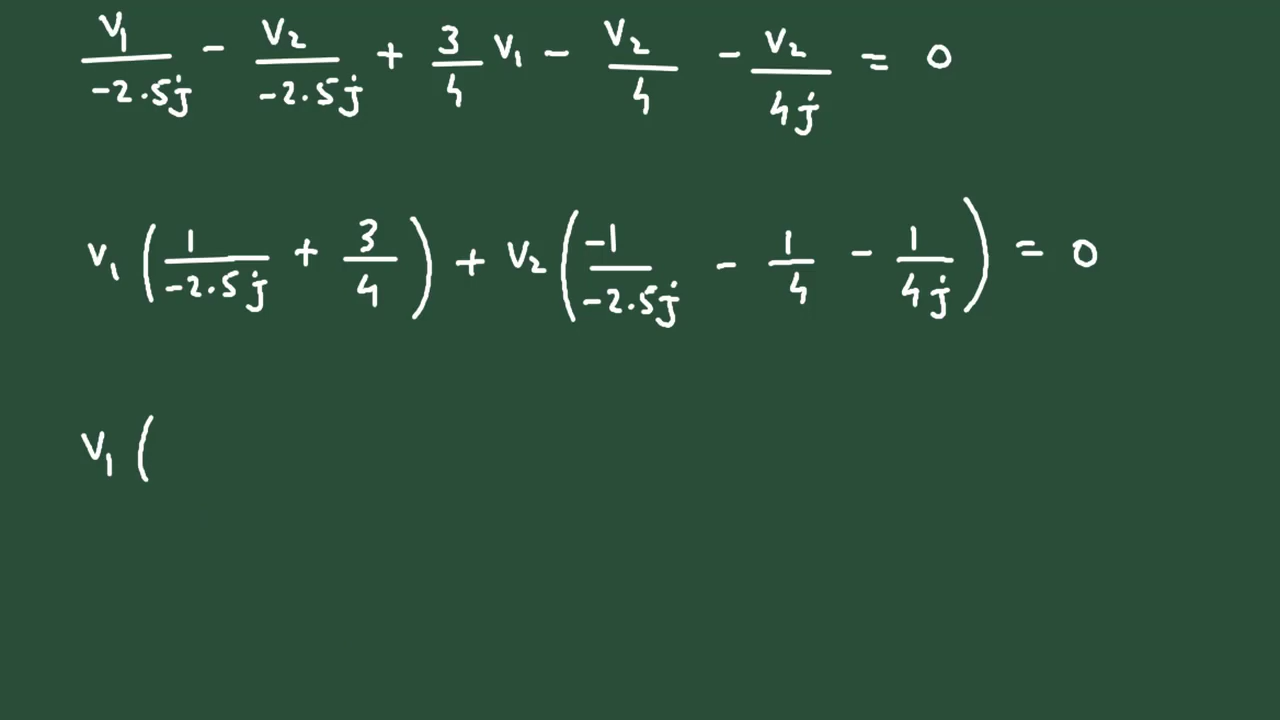 V₁/-2.5j - V₂/-2.5j + 3/4 V₁ - V₂/4 - V₂/4j = 0
V₁ (1/-2.5j + 3/4) + V₂ (-1/-2.5j - 1/4 - 1/4j) = 0
V₁ (